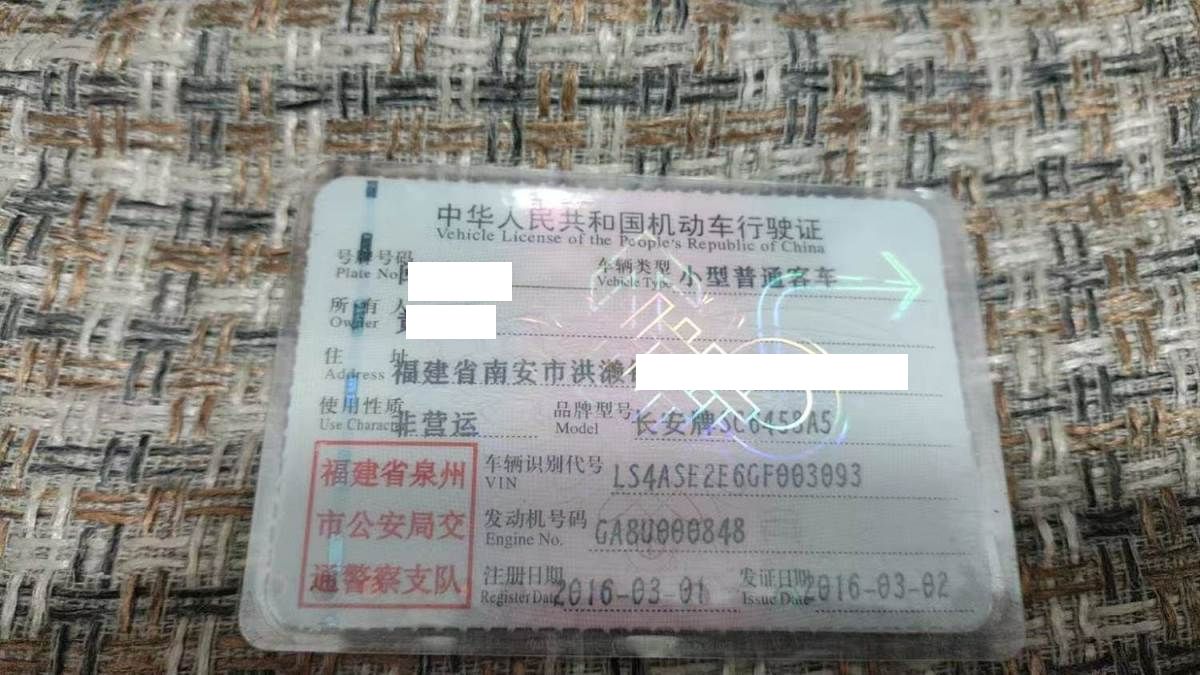 中华人民共和国机动车行驶证
Vehicle License of the People's Republic of China
号牌号码
Plate No.
车辆类型 小型普通客车
Vehicle Type
所有人
Owner
住址 福建省南安市洪濑
Address
使用性质 非营运
Use Character
品牌型号 长安牌SC6458A5
Model
福建省泉州
市公安局交
通警察支队
车辆识别代号 LS4ASE2E6GF003093
VIN
发动机号码 GA8U000848
Engine No.
注册日期 2016-03-01
Register Date
发证日期 2016-03-02
Issue Date